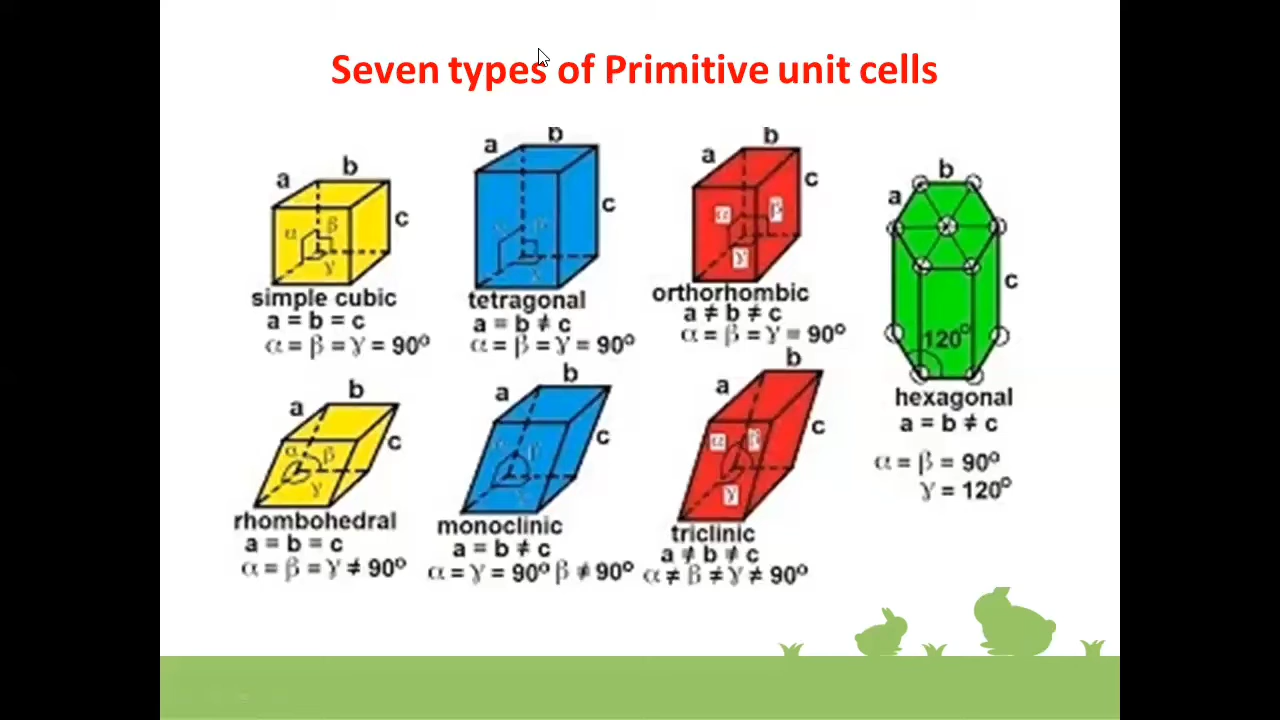 Seven types of Primitive unit cells
a b c
α β γ
simple cubic
a = b = c
α = β = γ = 90°
a b c
α β γ
tetragonal
a = b ≠ c
α = β = γ = 90°
a b c
α β γ
orthorhombic
a ≠ b ≠ c
α = β = γ = 90°
a b c
120°
hexagonal
a = b ≠ c
α = β = 90°
γ = 120°
a b c
α β γ
rhombohedral
a = b = c
α = β = γ ≠ 90°
a b c
α β γ
monoclinic
a = b ≠ c
α = γ = 90° β ≠ 90°
a b c
α β γ
triclinic
a ≠ b ≠ c
α ≠ β ≠ γ ≠ 90°